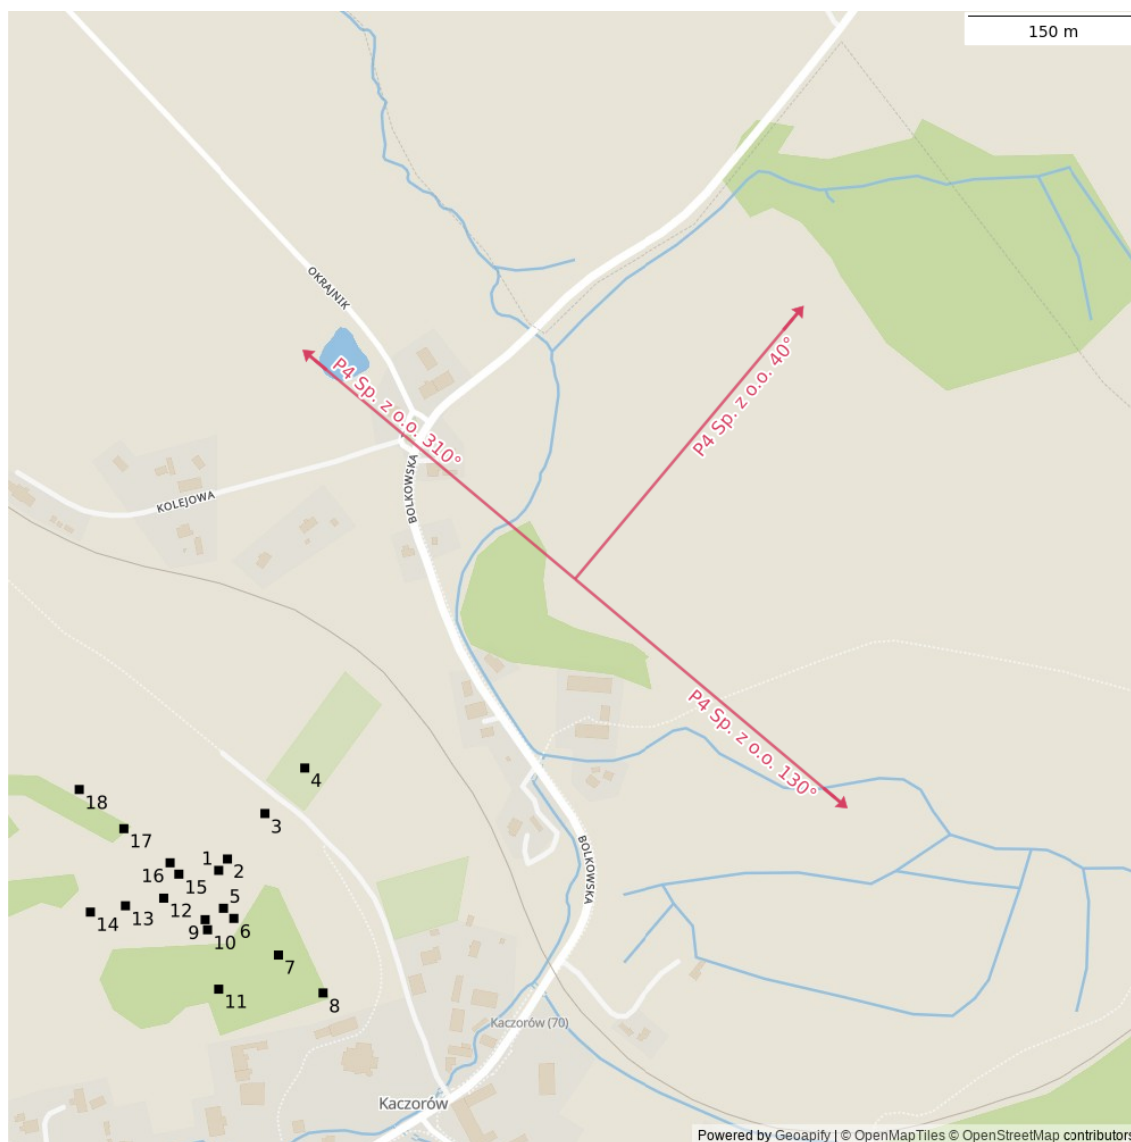 150 m
OKRAJNIK
P4 Sp. z o.o. 40°
P4 Sp. z o.o. 310°
BOLKOWSKA
KOLEJOWA
P4 Sp. z o.o. 130°
4
18
3
17
1
2
16
15
BOLKOWSKA
5
12
13
14
6
9
10
7
11
8
Kaczorów (70)
Kaczorów
Powered by Geoapify | © OpenMapTiles © OpenStreetMap contributors